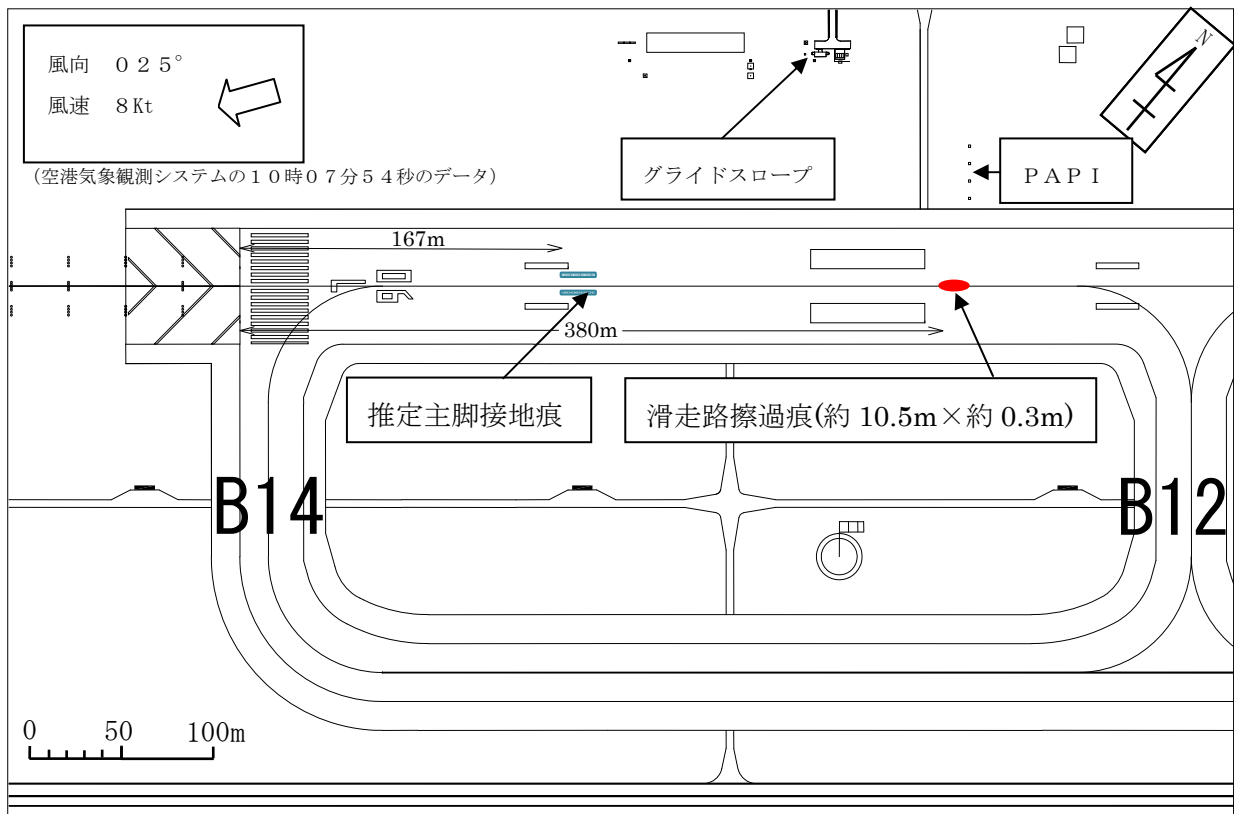 風向 025°
風速 8Kt
(空港気象観測システムの10時07分54秒のデータ)
N
グライドスロープ
PAPI
167m
06
L
380m
推定主脚接地痕
滑走路擦過痕(約 10.5m×約 0.3m)
B14
B12
0 50 100m